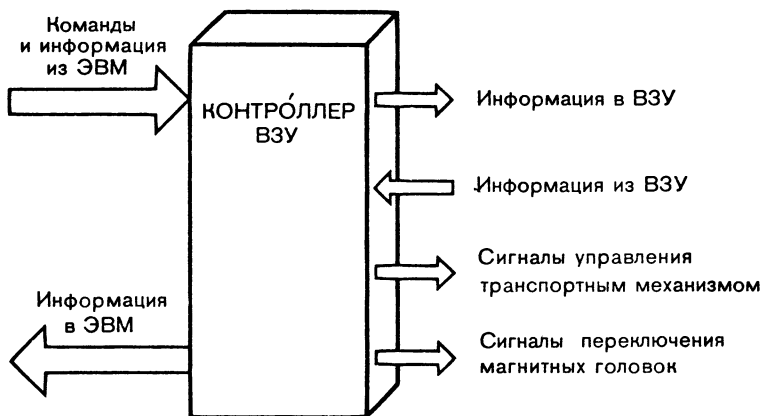 Команды
и информация
из ЭВМ
КОНТРО́ЛЛЕР
ВЗУ
Информация в ВЗУ
Информация из ВЗУ
Сигналы управления
транспортным механизмом
Информация
в ЭВМ
Сигналы переключения
магнитных головок